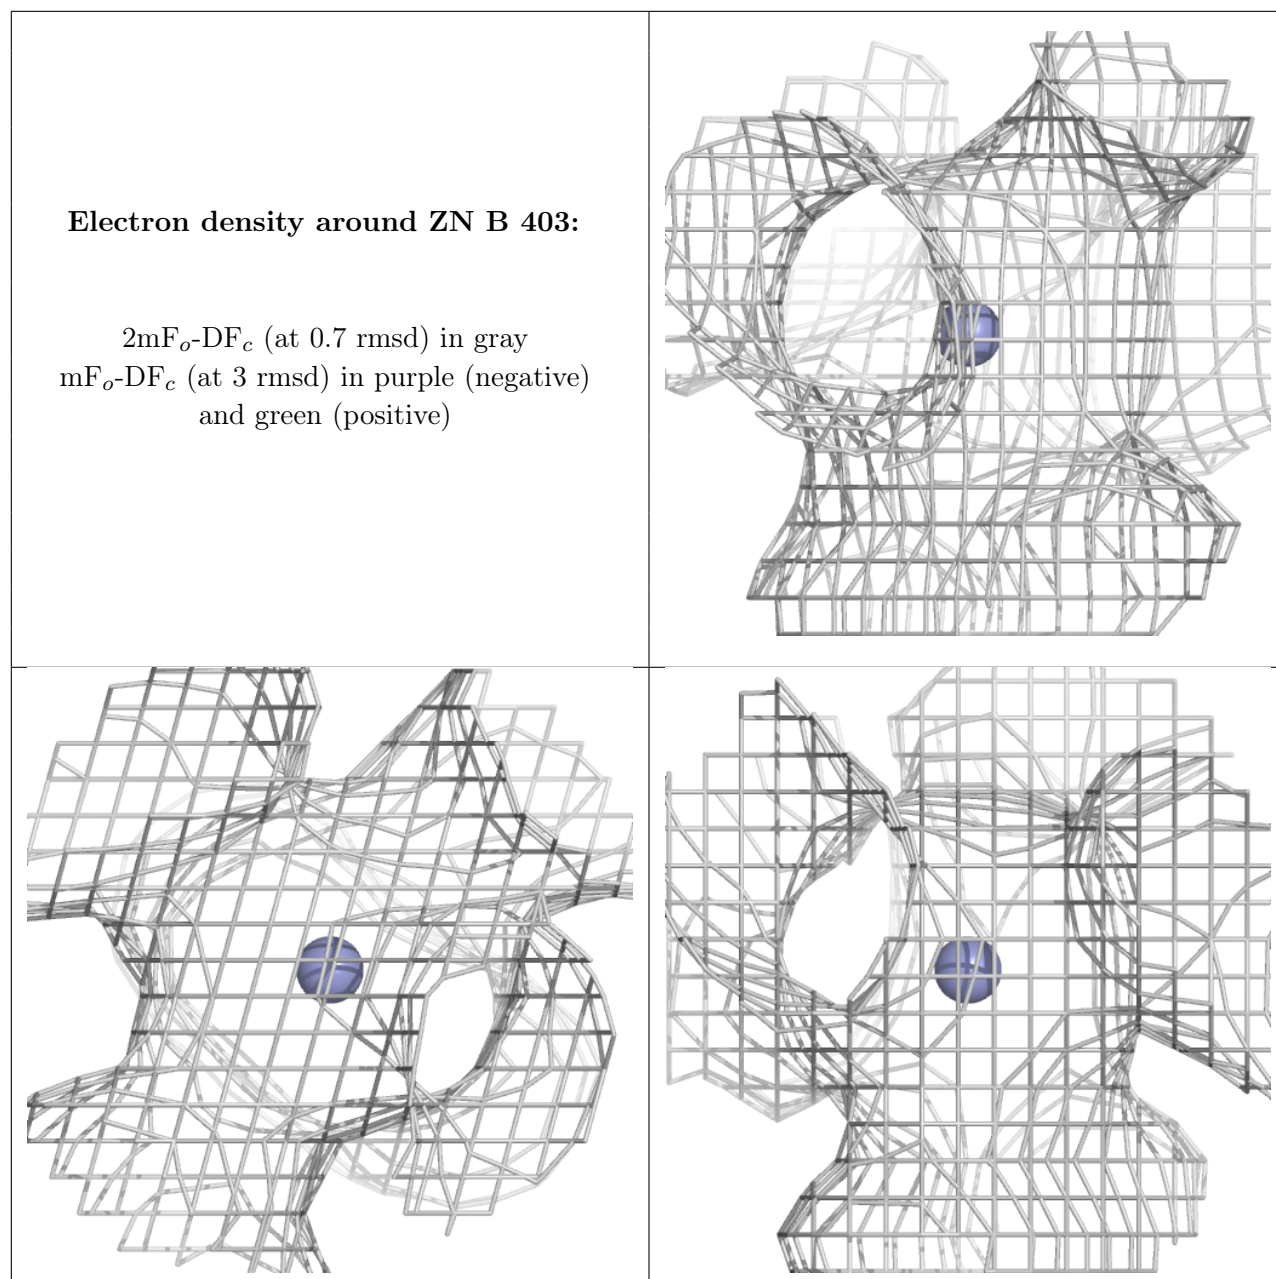 Electron density around ZN B 403:
2mFo-DFc (at 0.7 rmsd) in gray
mFo-DFc (at 3 rmsd) in purple (negative)
and green (positive)